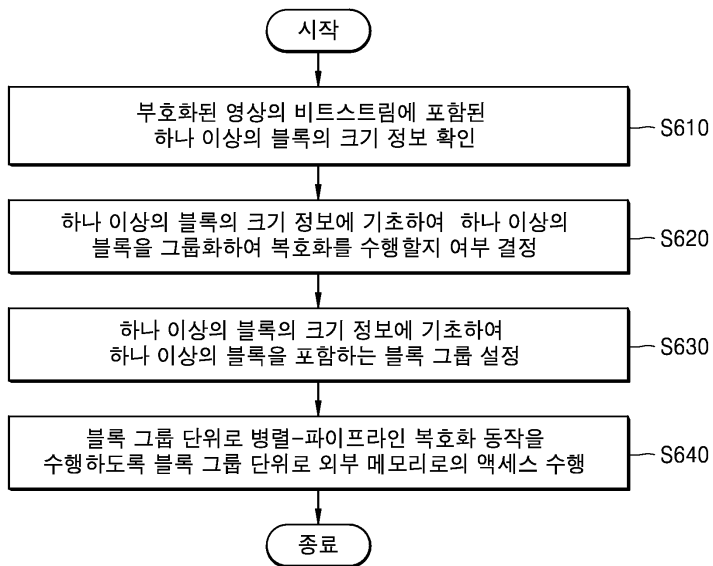 시작
부호화된 영상의 비트스트림에 포함된
하나 이상의 블록의 크기 정보 확인
S610
하나 이상의 블록의 크기 정보에 기초하여 하나 이상의
블록을 그룹화하여 복호화를 수행할지 여부 결정
S620
하나 이상의 블록의 크기 정보에 기초하여
하나 이상의 블록을 포함하는 블록 그룹 설정
S630
블록 그룹 단위로 병렬-파이프라인 복호화 동작을
수행하도록 블록 그룹 단위로 외부 메모리로의 액세스 수행
S640
종료